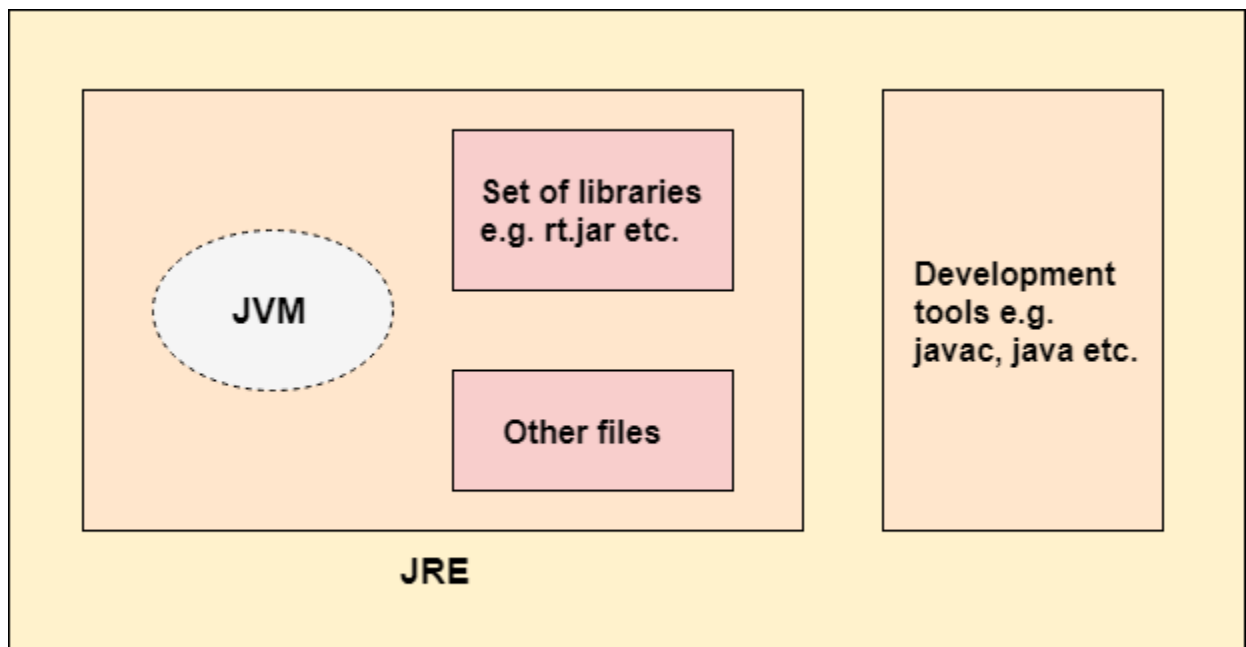 JVM
Set of libraries
e.g. rt.jar etc.
Other files
Development
tools e.g.
javac, java etc.
JRE